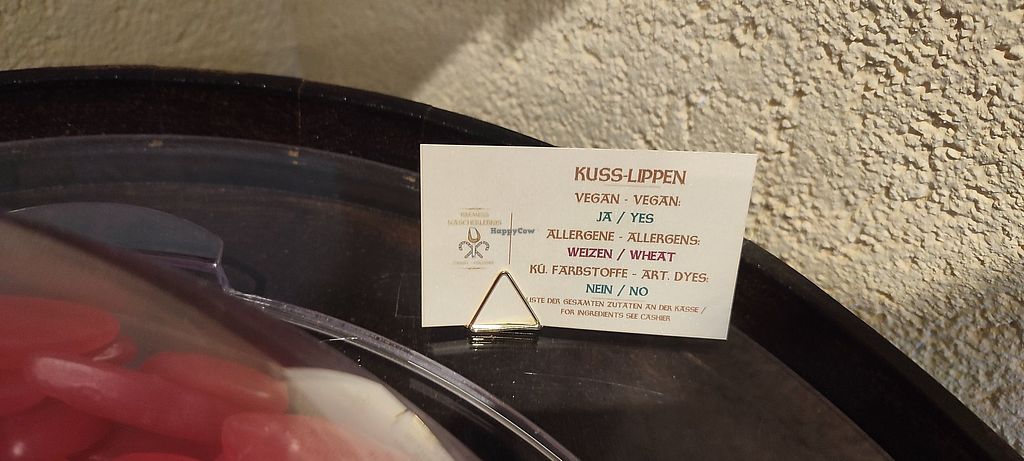 KUSS-LIPPEN
VEGAN - VEGAN:
JA / YES
ALLERGENE - ALLERGENS:
WEIZEN / WHEAT
KÜ. FARBSTOFFE - ART. DYES:
NEIN / NO
LISTE DER GESAMTEN ZUTATEN AN DER KASSE /
FOR INGREDIENTS SEE CASHIER
HappyCow